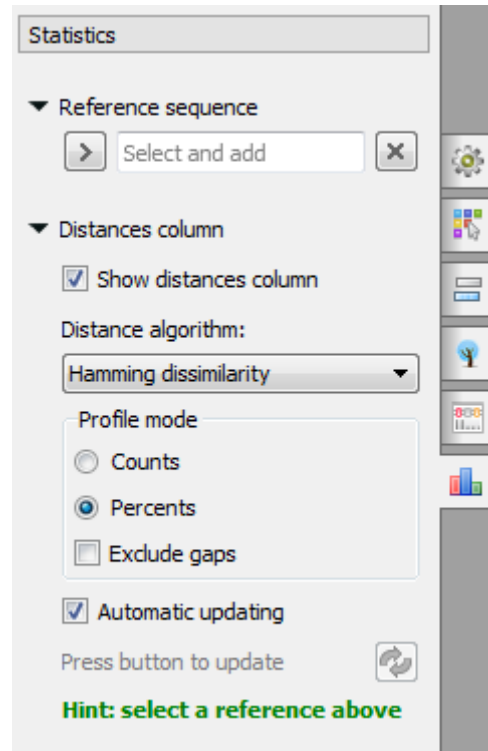 Statistics
Reference sequence
Select and add
Distances column
Show distances column
Distance algorithm:
Hamming dissimilarity
Profile mode
Counts
Percents
Exclude gaps
Automatic updating
Press button to update
Hint: select a reference above